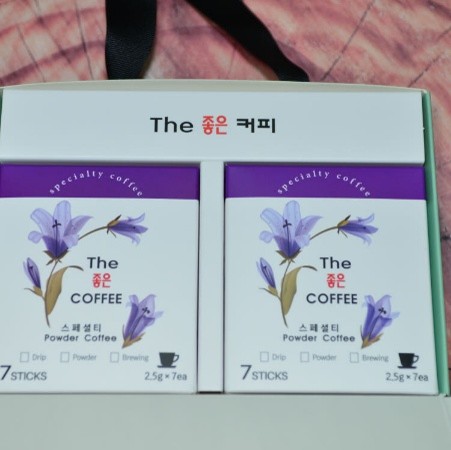 The 좋은 커피
specialty coffee
The
좋은
COFFEE
스페셜티
Powder Coffee
Drip Powder Brewing
7 STICKS 2.5g × 7ea
specialty coffee
The
좋은
COFFEE
스페셜티
Powder Coffee
Drip Powder Brewing
7 STICKS 2.5g × 7ea